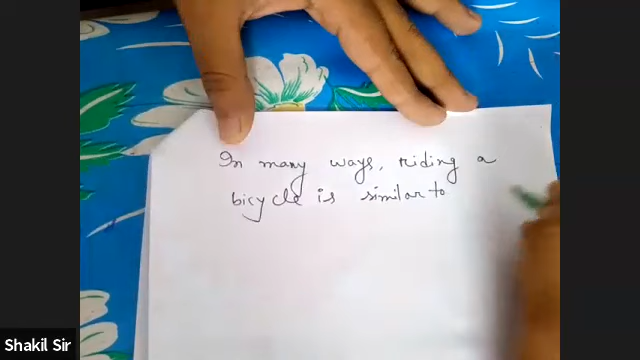 In many ways, riding a
bicycle is similar to
Shakil Sir